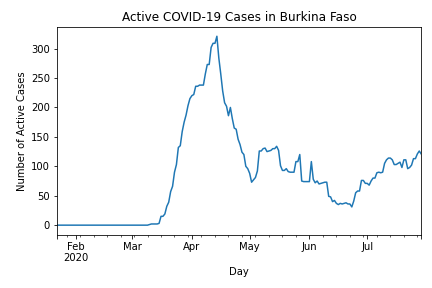 Active COVID-19 Cases in Burkina Faso
Number of Active Cases
300
250
200
150
100
50
0
Feb
2020
Mar
Apr
May
Jun
Jul
Day